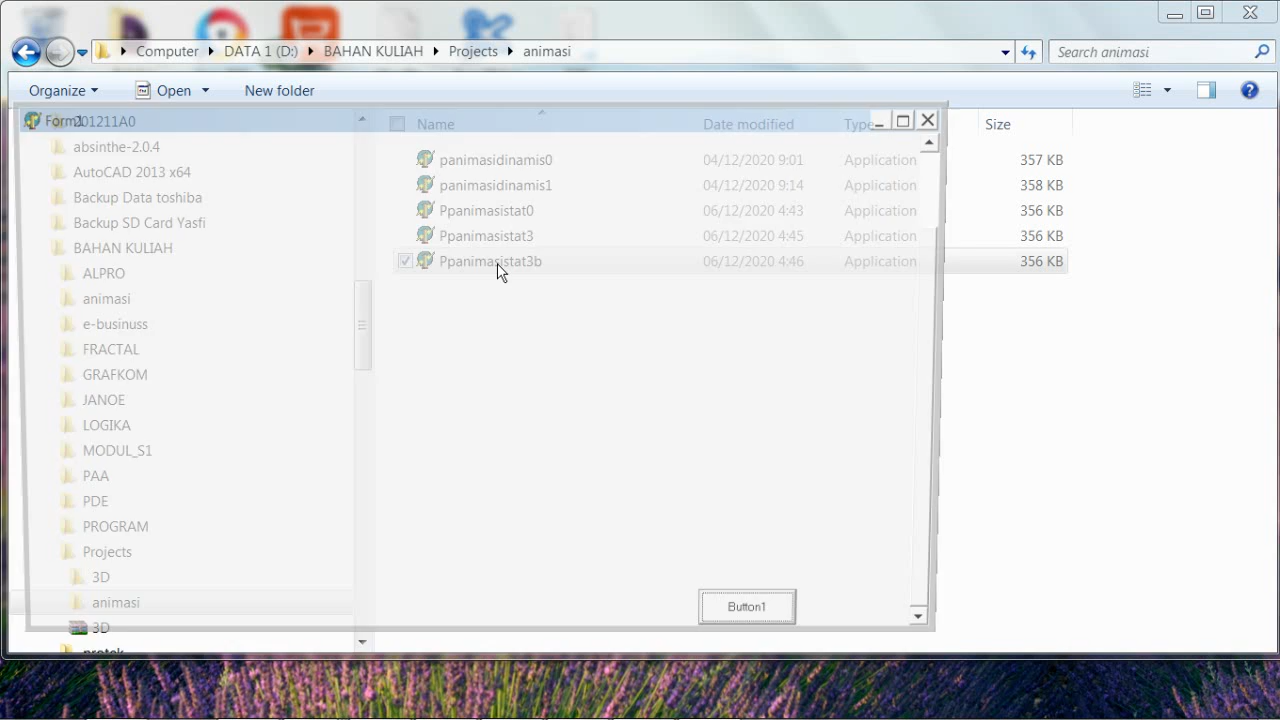 Computer DATA 1 (D:) BAHAN KULIAH Projects animasi Search animasi
Organize Open New folder
Form1 201211A0 Name Date modified Type Size
absinthe-2.0.4
AutoCAD 2013 x64
Backup Data toshiba
Backup SD Card Yasfi
BAHAN KULIAH
ALPRO
animasi
e-businuss
FRACTAL
GRAFKOM
JANOE
LOGIKA
MODUL_S1
PAA
PDE
PROGRAM
Projects
3D
animasi
3D
protek
panimasidinamis0 04/12/2020 9:01 Application 357 KB
panimasidinamis1 04/12/2020 9:14 Application 358 KB
Ppanimasistat0 06/12/2020 4:43 Application 356 KB
Ppanimasistat3 06/12/2020 4:45 Application 356 KB
Ppanimasistat3b 06/12/2020 4:46 Application 356 KB
Button1